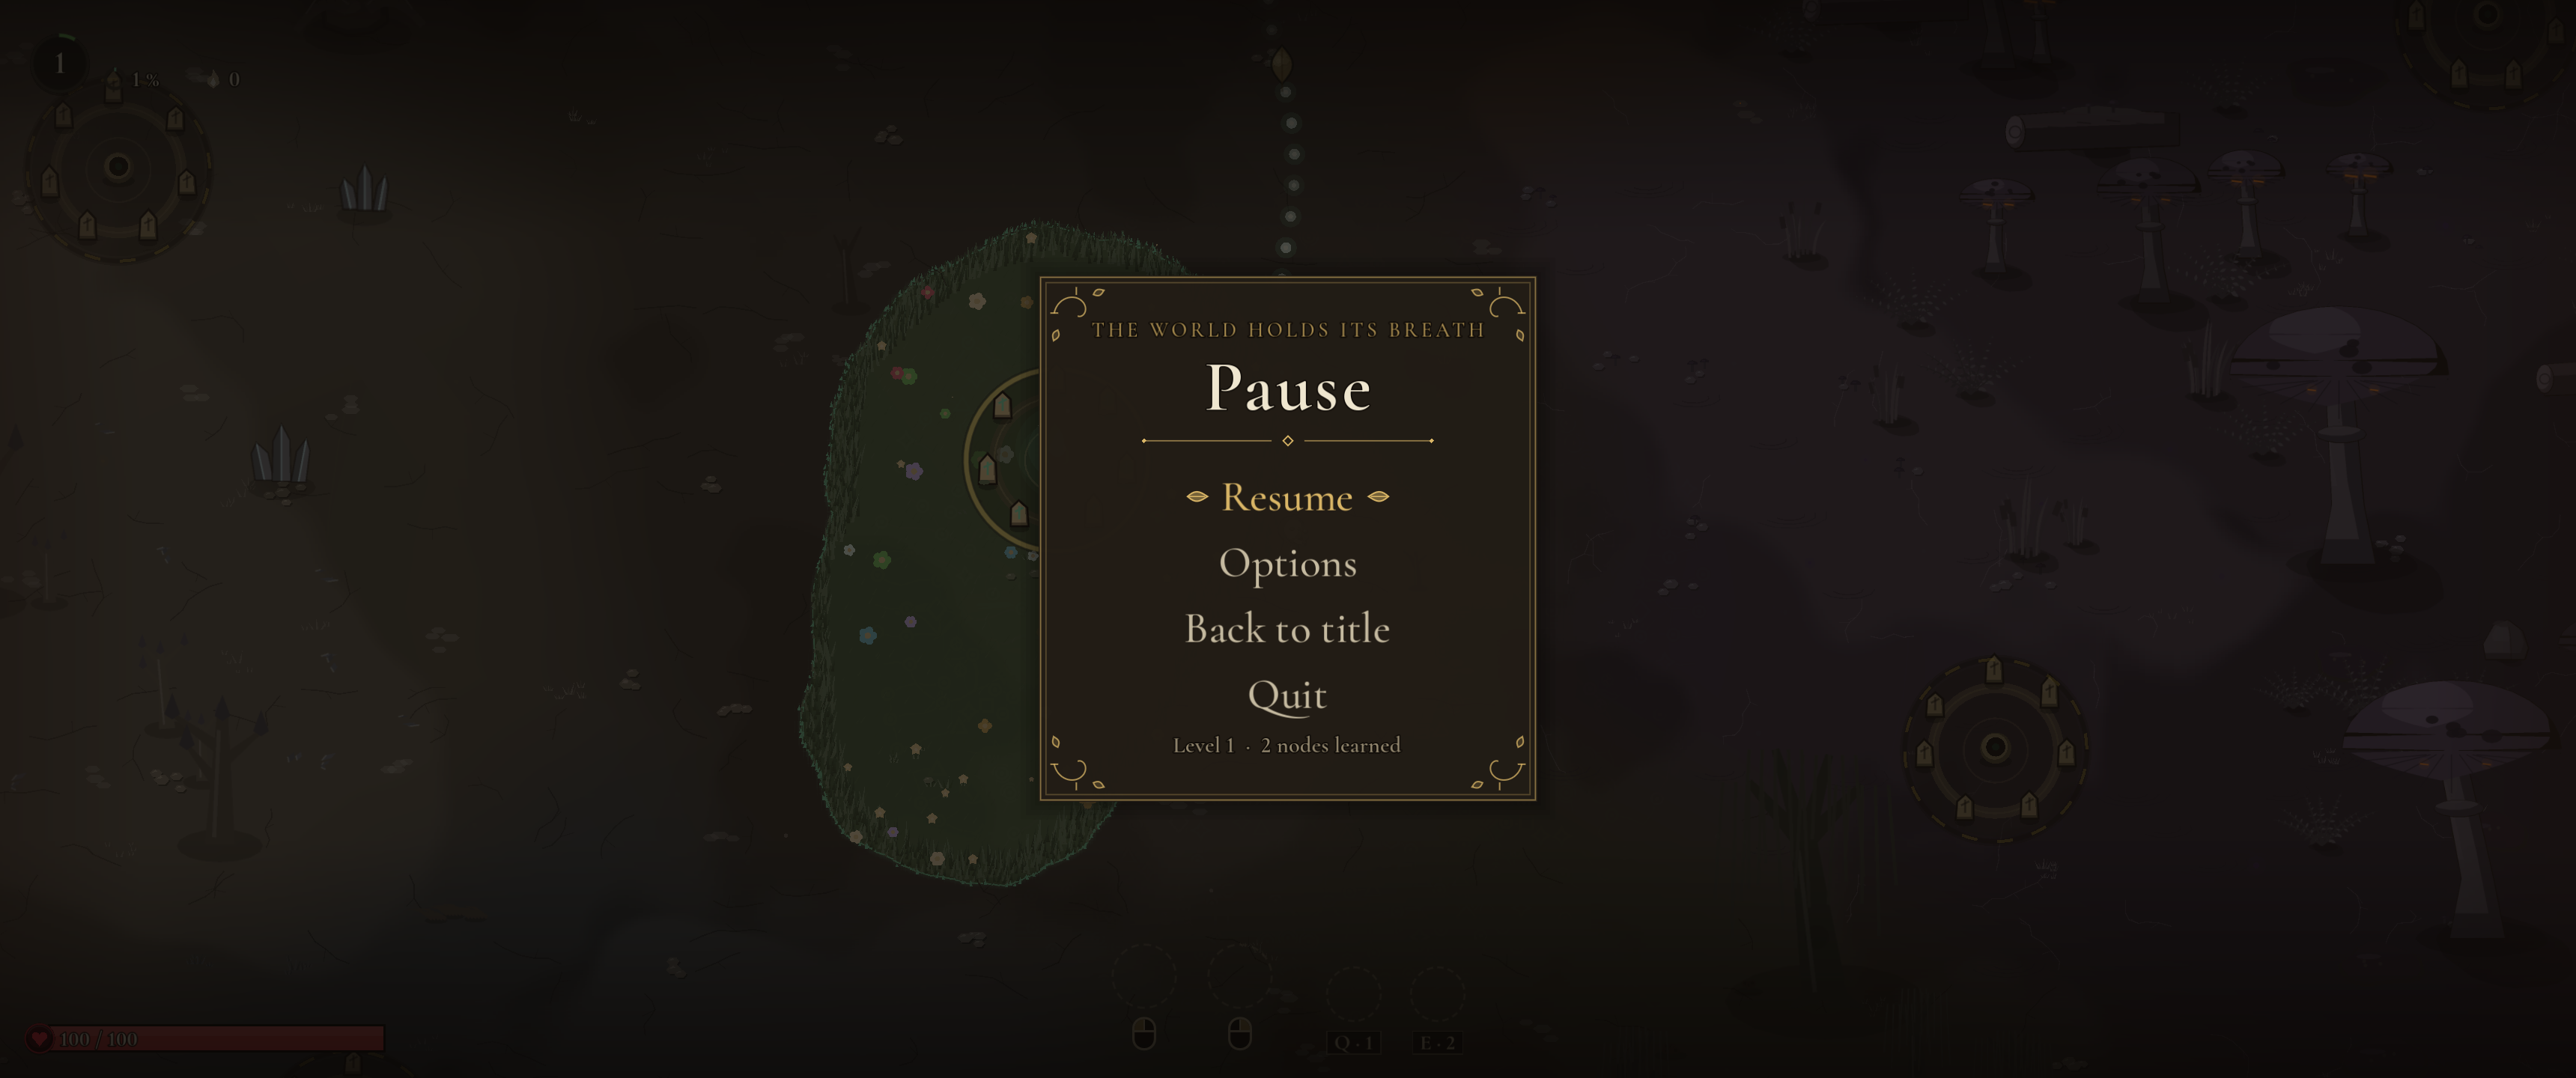 1
1 %
0
THE WORLD HOLDS ITS BREATH
Pause
Resume
Options
Back to title
Quit
Level 1 · 2 nodes learned
100 / 100
Q · 1
E · 2